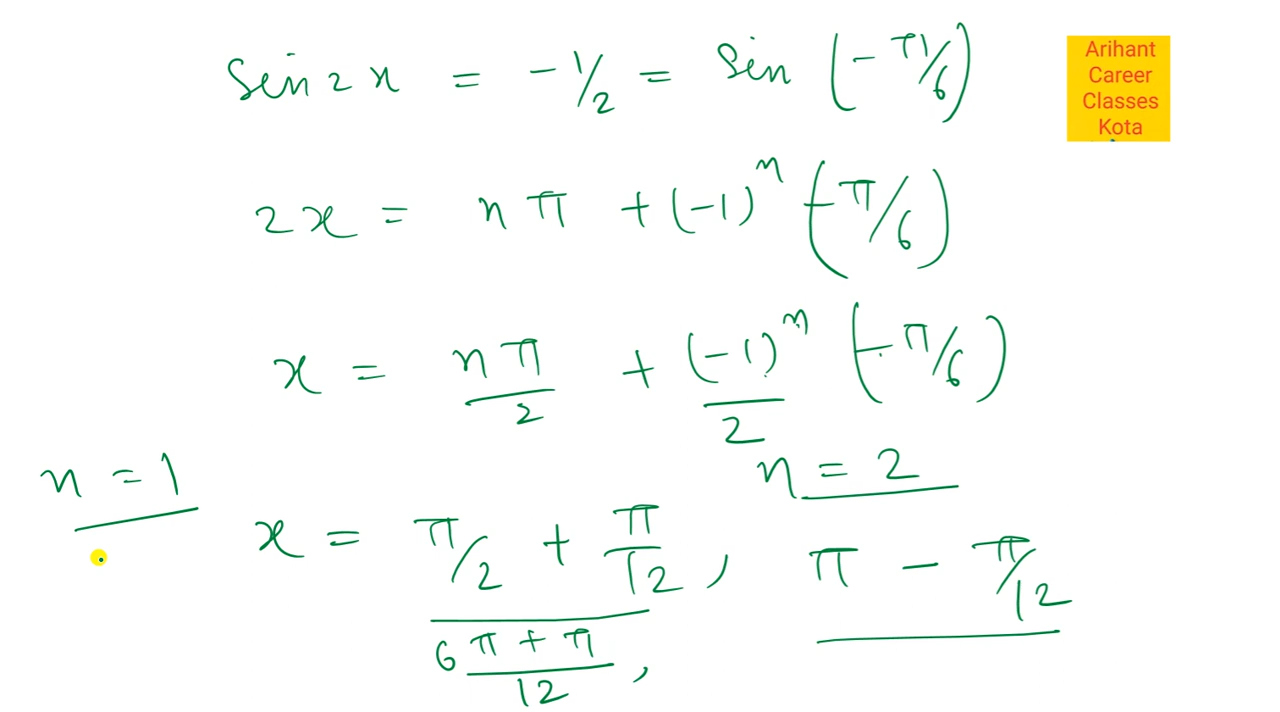 sin 2x = -1/2 = sin (-π/6)
Arihant
Career
Classes
Kota
2x = nπ + (-1)^n (-π/6)
x = nπ/2 + (-1)^n/2 (-π/6)
n = 1
n = 2
x = π/2 + π/12, π - π/12
6π + π/12,